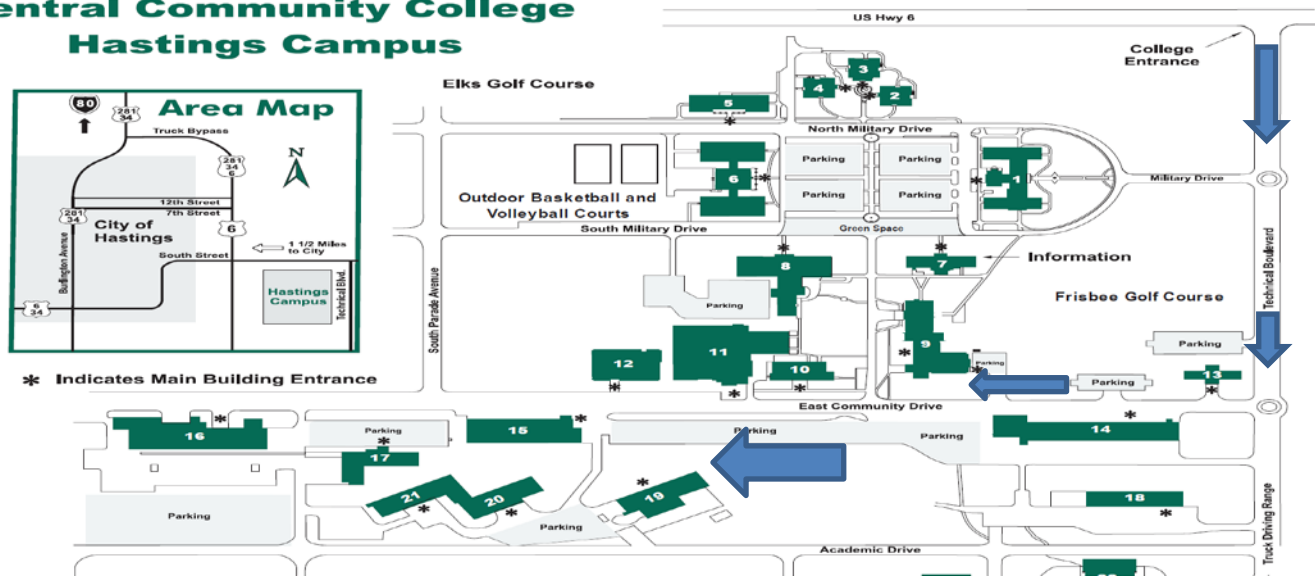 entral Community College
Hastings Campus
US Hwy 6
College
Entrance
Elks Golf Course
Area Map
80
281
34
Truck Bypass
N
281
34
6
12th Street
7th Street
281
34
City of
Hastings
6
1 1/2 Miles
to City
South Street
Burlington Avenue
Hastings
Campus
Technical Blvd.
6
34
* Indicates Main Building Entrance
3
4
2
5
*
*
*
*
North Military Drive
Parking
Parking
Parking
Parking
6
*
1
*
Military Drive
Outdoor Basketball and
Volleyball Courts
South Military Drive
Green Space
South Parade Avenue
Technical Boulevard
*
8
*
7
Information
Frisbee Golf Course
Parking
9
*
Parking
*
Parking
Parking
13
*
12
*
11
*
10
*
East Community Drive
16
*
Parking
*
17
15
*
Parking
Parking
14
*
21
*
20
*
19
*
Parking
Parking
18
*
Truck Driving Range
Academic Drive